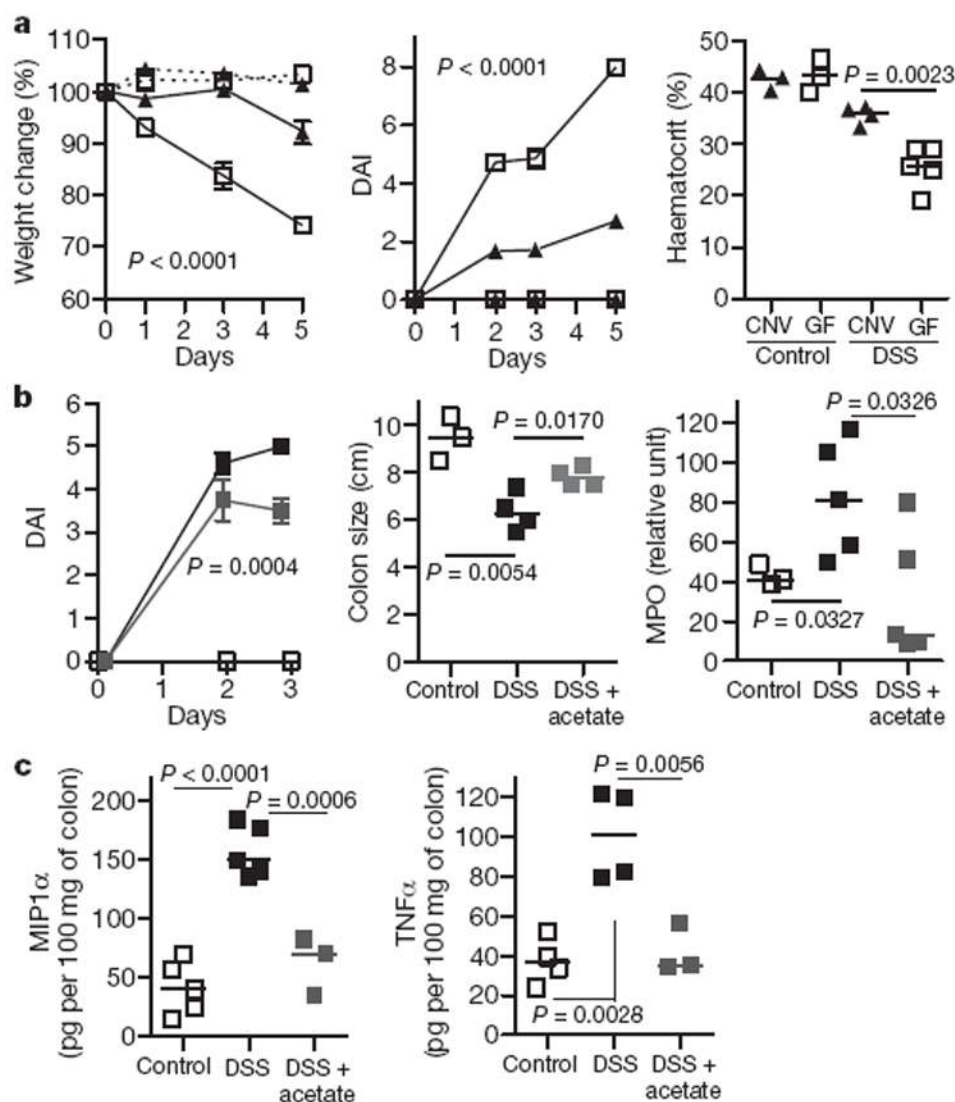 a
110
100
90
80
70
60
Weight change (%)
P < 0.0001
0 1 2 3 4 5
Days
8
6
4
2
0
DAI
P < 0.0001
0 1 2 3 4 5
Days
50
40
30
20
10
0
Haematocrit (%)
P = 0.0023
CNV GF CNV GF
Control DSS
b
6
5
4
3
2
1
0
DAI
P = 0.0004
0 1 2 3
Days
10
8
6
4
2
0
Colon size (cm)
P = 0.0170
P = 0.0054
Control DSS DSS +
acetate
120
100
80
60
40
20
0
MPO (relative unit)
P = 0.0326
P = 0.0327
Control DSS DSS +
acetate
c
200
150
100
50
0
MIP1α
(pg per 100 mg of colon)
P < 0.0001
P = 0.0006
Control DSS DSS +
acetate
120
100
80
60
40
20
0
TNFα
(pg per 100 mg of colon)
P = 0.0056
P = 0.0028
Control DSS DSS +
acetate